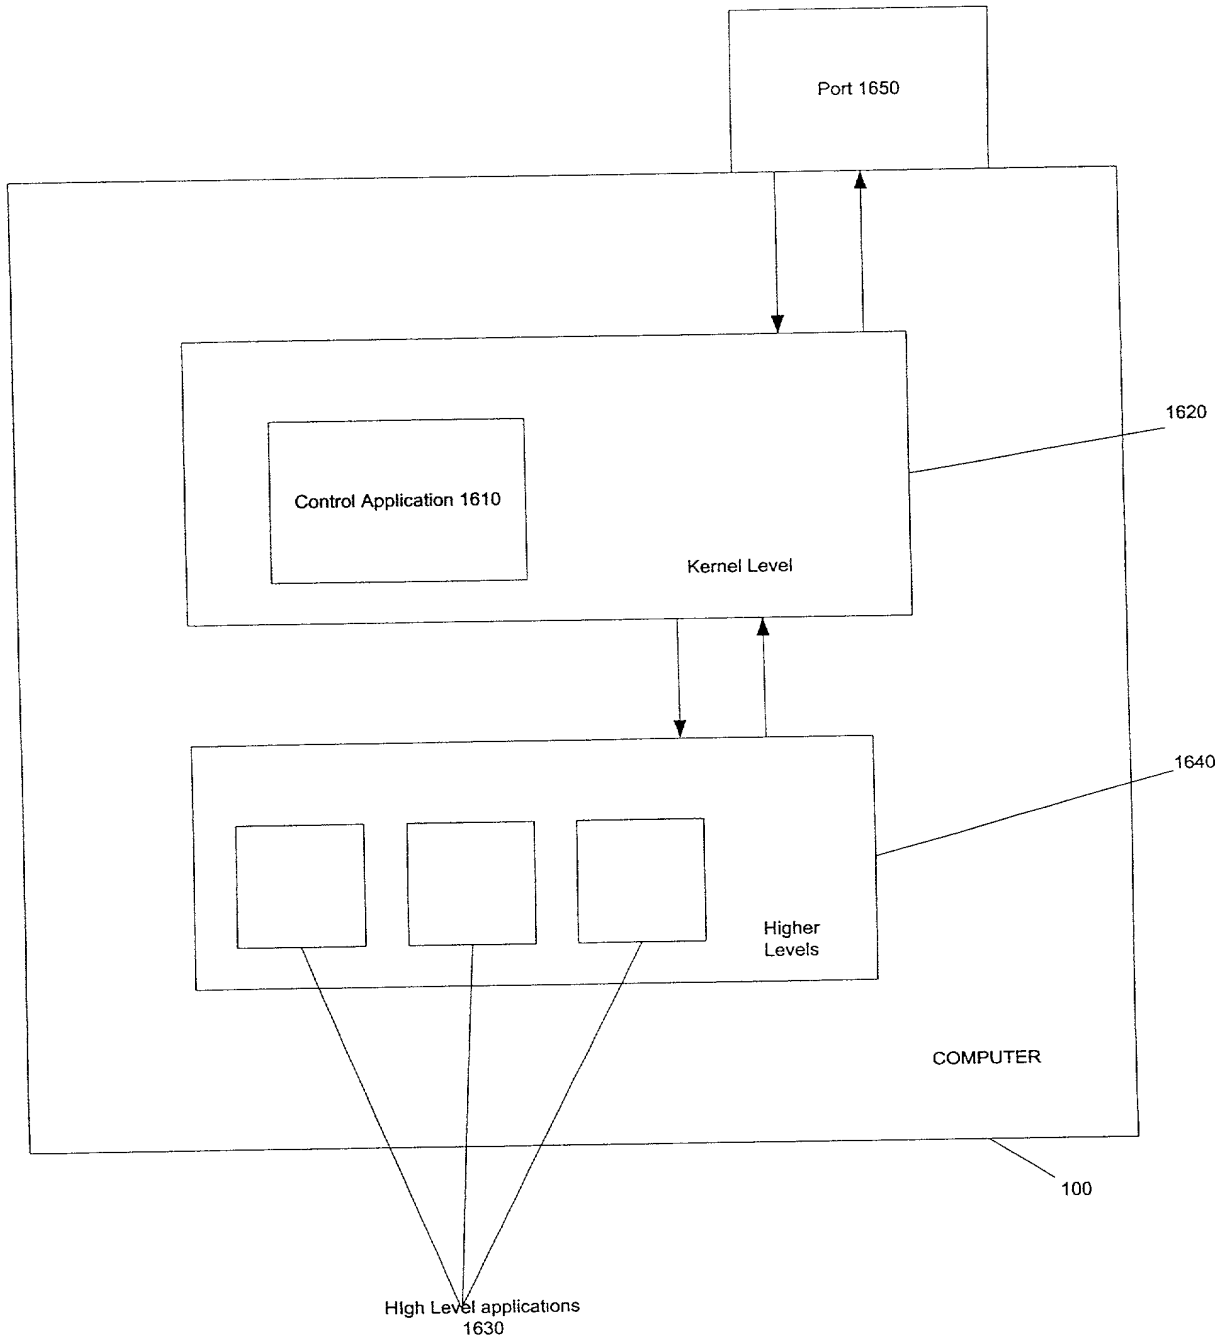 Port 1650
1620
Control Application 1610
Kernel Level
1640
Higher
Levels
COMPUTER
100
HIgh Level applications
1630